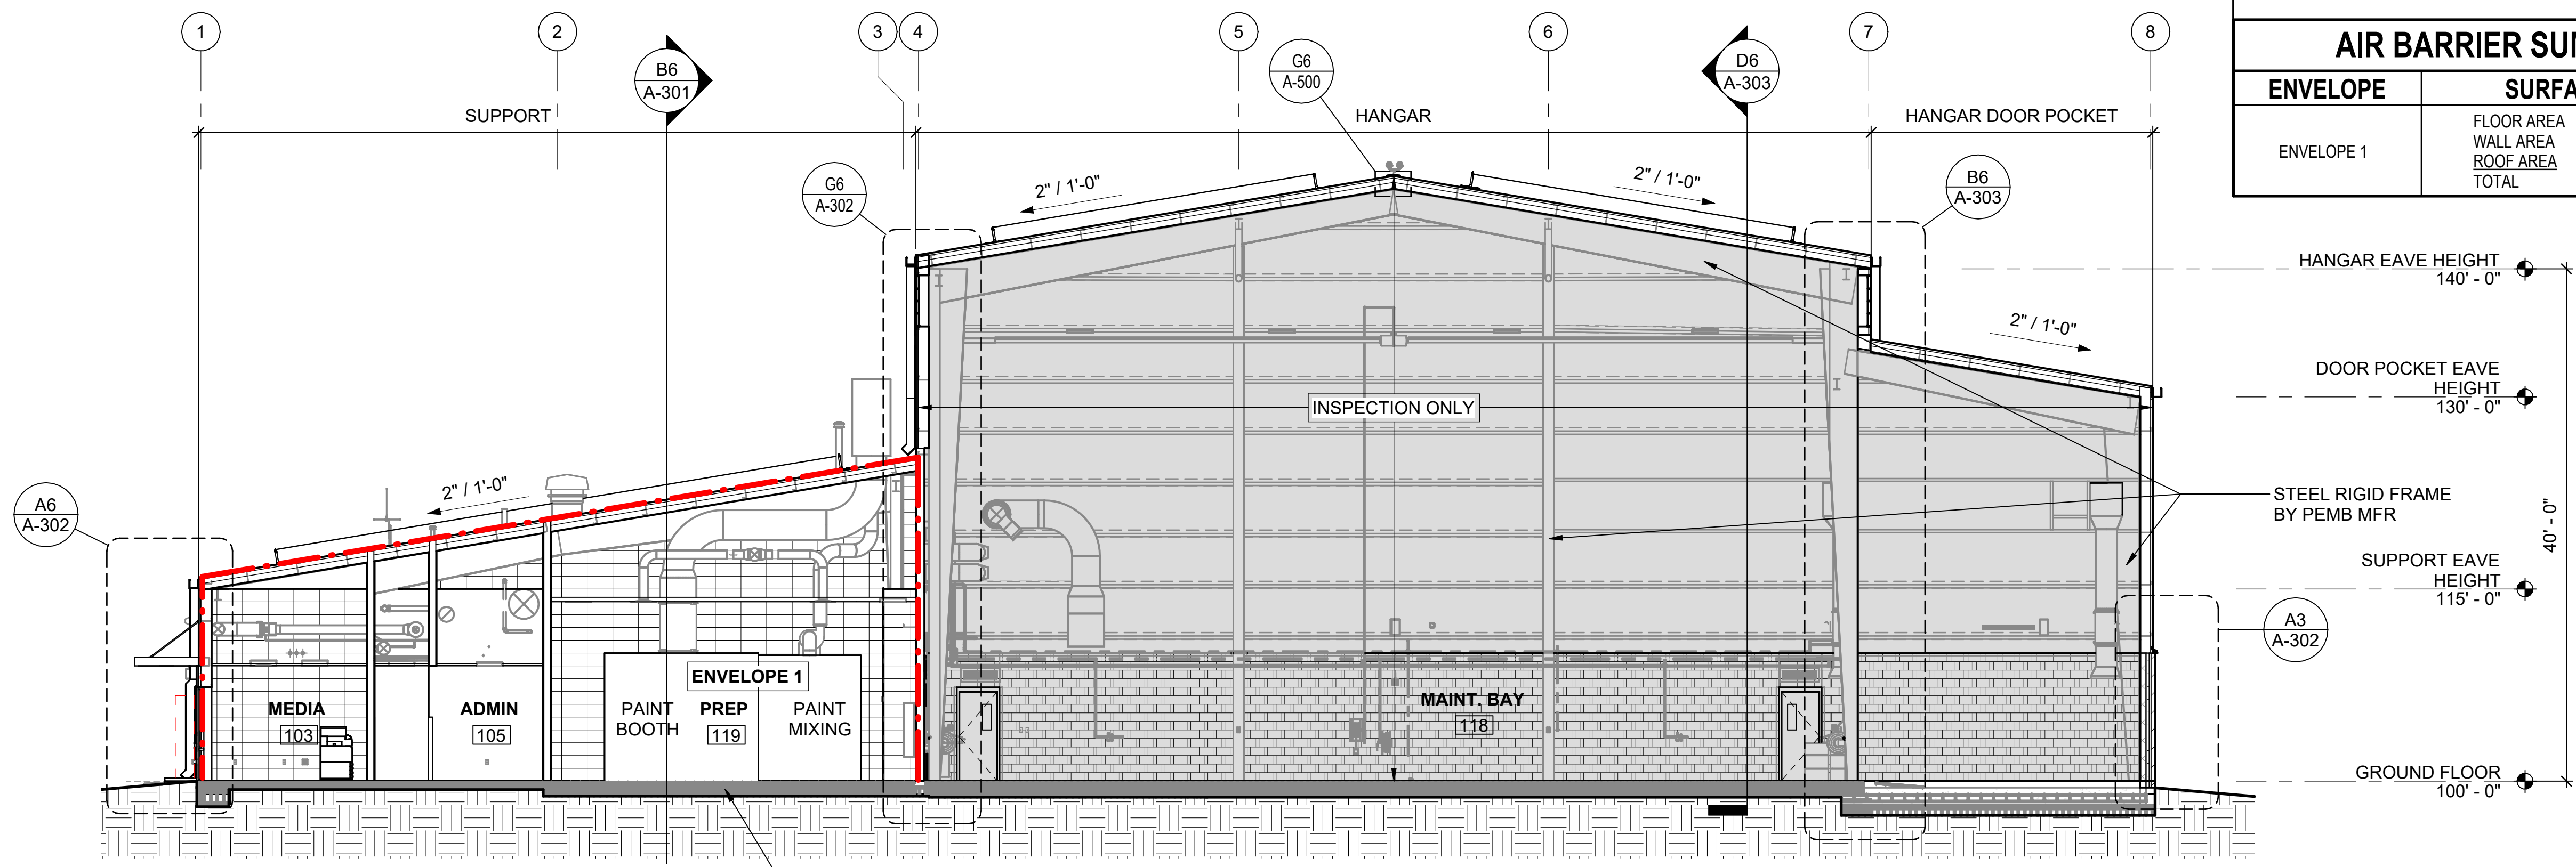 1
2
3
4
5
6
7
8
B6
A-301
G6
A-500
D6
A-303
SUPPORT
HANGAR
HANGAR DOOR POCKET
G6
A-302
B6
A-303
2" / 1'-0"
2" / 1'-0"
2" / 1'-0"
2" / 1'-0"
AIR BARRIER
ENVELOPE
ENVELOPE 1
FLOOR AREA
WALL AREA
ROOF AREA
TOTAL
HANGAR EAVE HEIGHT
140' - 0"
DOOR POCKET EAVE
HEIGHT
130' - 0"
INSPECTION ONLY
A6
A-302
STEEL RIGID FRAME
BY PEMB MFR
40' - 0"
SUPPORT EAVE
HEIGHT
115' - 0"
A3
A-302
ENVELOPE 1
MEDIA
103
ADMIN
105
PAINT
BOOTH
PREP
119
PAINT
MIXING
MAINT. BAY
118
GROUND FLOOR
100' - 0"